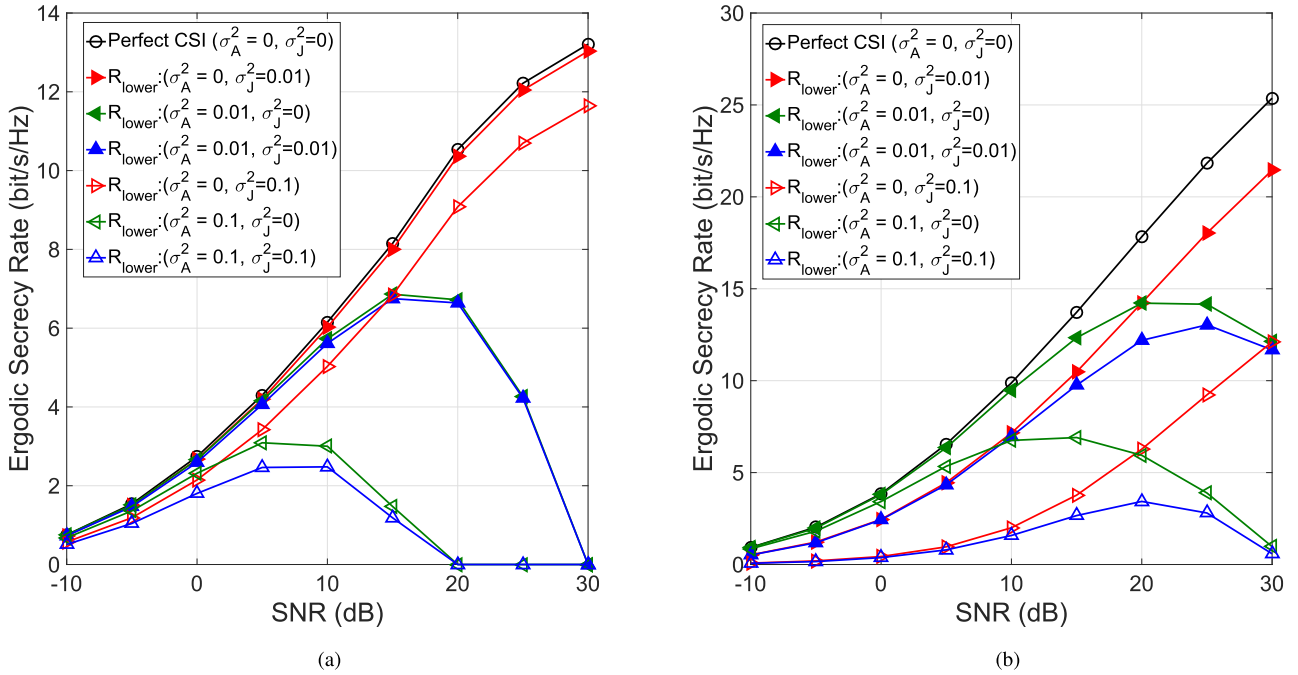 14
12
10
8
6
4
2
0
-10
0
10
20
30
Ergodic Secrecy Rate (bit/s/Hz)
SNR (dB)
Perfect CSI (σ_A^2 = 0, σ_J^2=0)
R_lower:(σ_A^2 = 0, σ_J^2=0.01)
R_lower:(σ_A^2 = 0.01, σ_J^2=0)
R_lower:(σ_A^2 = 0.01, σ_J^2=0.01)
R_lower:(σ_A^2 = 0, σ_J^2=0.1)
R_lower:(σ_A^2 = 0.1, σ_J^2=0)
R_lower:(σ_A^2 = 0.1, σ_J^2=0.1)
(a)
30
25
20
15
10
5
0
-10
0
10
20
30
Ergodic Secrecy Rate (bit/s/Hz)
SNR (dB)
Perfect CSI (σ_A^2 = 0, σ_J^2=0)
R_lower:(σ_A^2 = 0, σ_J^2=0.01)
R_lower:(σ_A^2 = 0.01, σ_J^2=0)
R_lower:(σ_A^2 = 0.01, σ_J^2=0.01)
R_lower:(σ_A^2 = 0, σ_J^2=0.1)
R_lower:(σ_A^2 = 0.1, σ_J^2=0)
R_lower:(σ_A^2 = 0.1, σ_J^2=0.1)
(b)